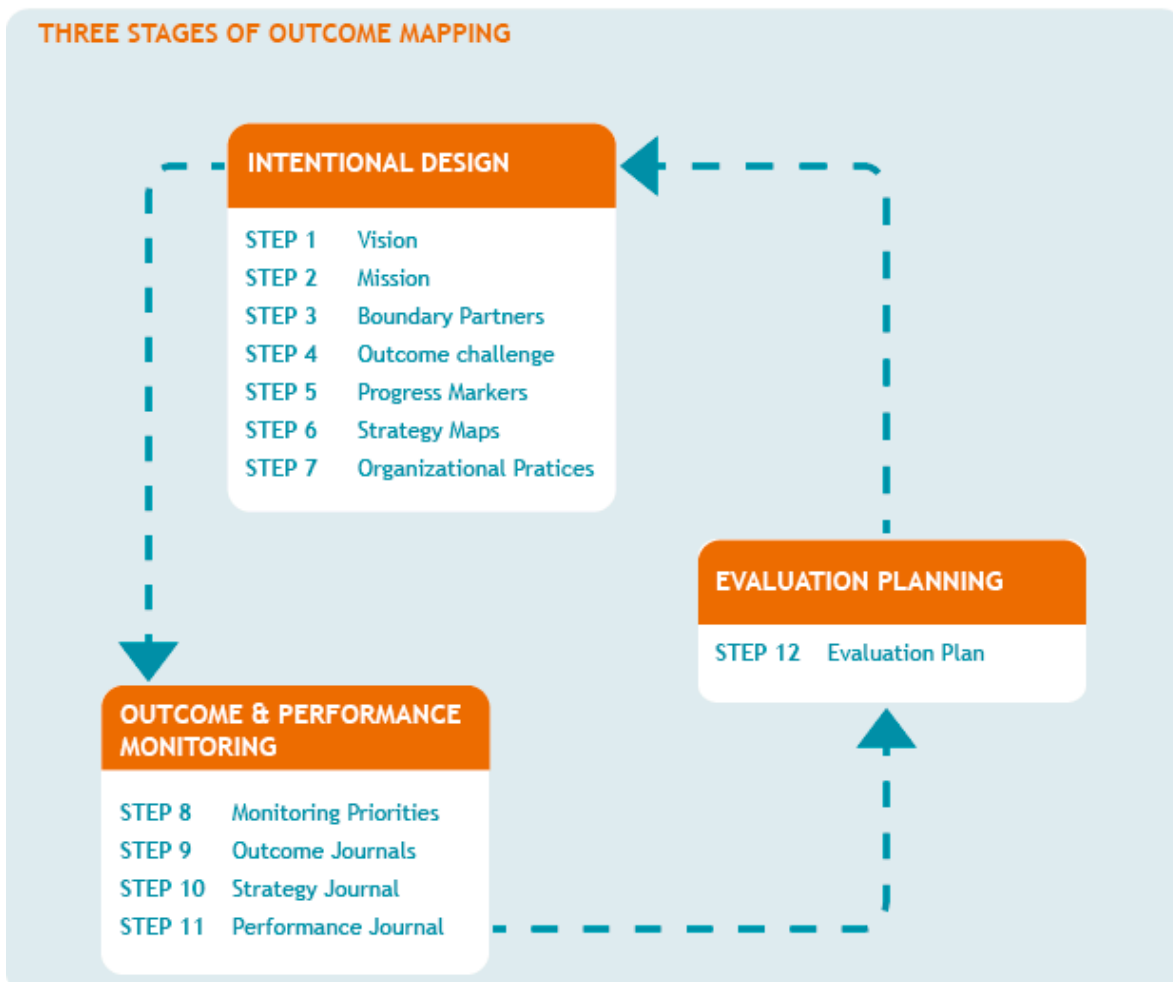 THREE STAGES OF OUTCOME MAPPING
INTENTIONAL DESIGN
STEP 1 Vision
STEP 2 Mission
STEP 3 Boundary Partners
STEP 4 Outcome challenge
STEP 5 Progress Markers
STEP 6 Strategy Maps
STEP 7 Organizational Pratices
OUTCOME & PERFORMANCE
MONITORING
STEP 8 Monitoring Priorities
STEP 9 Outcome Journals
STEP 10 Strategy Journal
STEP 11 Performance Journal
EVALUATION PLANNING
STEP 12 Evaluation Plan